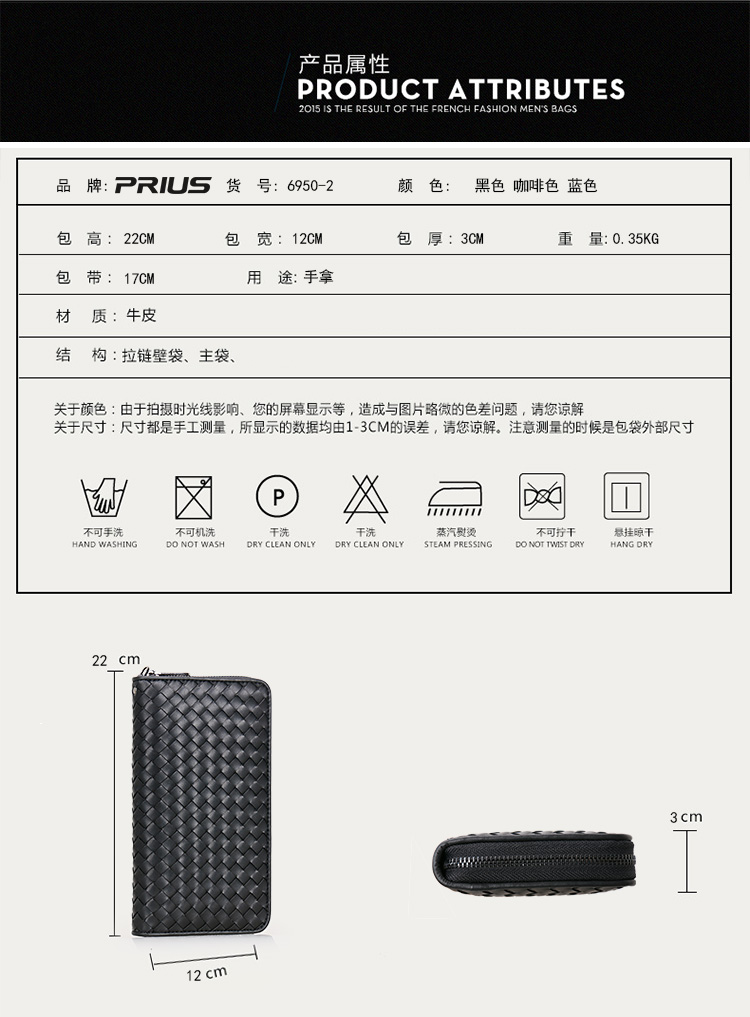 产品属性
PRODUCT ATTRIBUTES
2015 IS THE RESULT OF THE FRENCH FASHION MEN'S BAGS
品 牌: PRIUS 货 号: 6950-2 颜 色: 黑色 咖啡色 蓝色
包 高: 22CM 包 宽: 12CM 包 厚: 3CM 重 量: 0.35KG
包 带: 17CM 用 途: 手拿
材 质: 牛皮
结 构: 拉链壁袋、主袋、
关于颜色：由于拍摄时光线影响、您的屏幕显示等，造成与图片略微的色差问题，请您谅解
关于尺寸：尺寸都是手工测量，所显示的数据均由1-3CM的误差，请您谅解。注意测量的时候是包袋外部尺寸
P
不可手洗 不可机洗 干洗 干洗 蒸汽熨烫 不可拧干 悬挂晾干
HAND WASHING DO NOT WASH DRY CLEAN ONLY DRY CLEAN ONLY STEAM PRESSING DO NOT TWIST DRY HANG DRY
22 cm
3 cm
12 cm